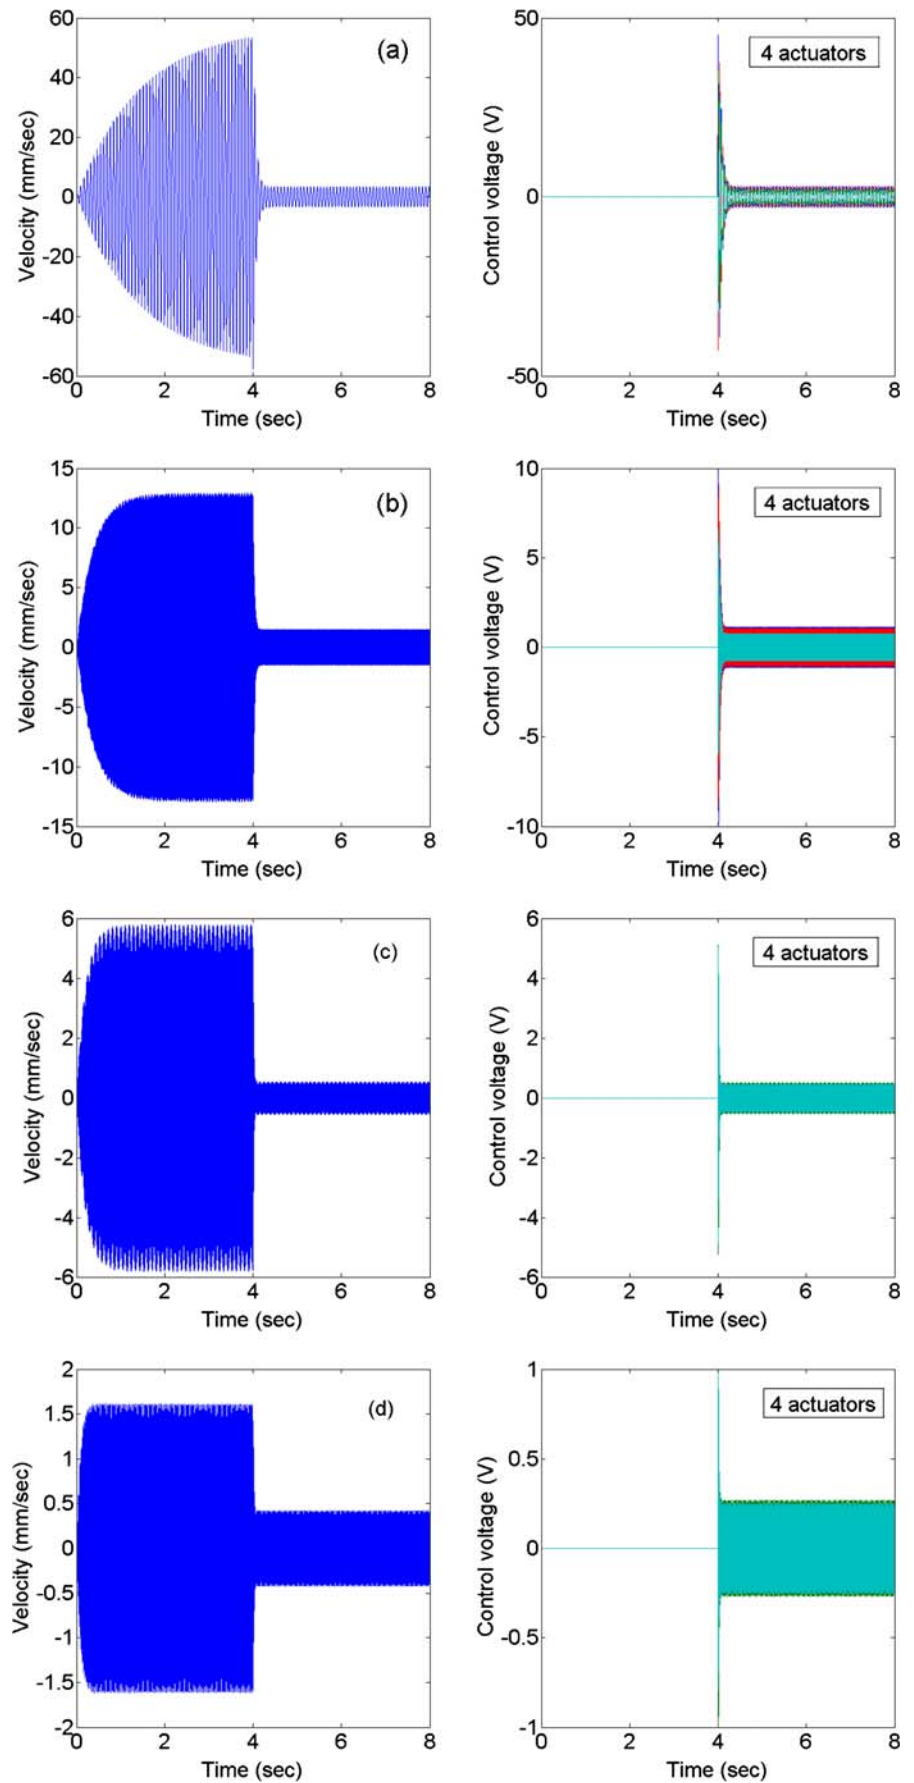 60
40
20
0
-20
-40
-60
Velocity (mm/sec)
(a)
0 2 4 6 8
Time (sec)
50
0
-50
Control voltage (V)
4 actuators
0 2 4 6 8
Time (sec)
15
10
5
0
-5
-10
-15
Velocity (mm/sec)
(b)
0 2 4 6 8
Time (sec)
10
5
0
-5
-10
Control voltage (V)
4 actuators
0 2 4 6 8
Time (sec)
6
4
2
0
-2
-4
-6
Velocity (mm/sec)
(c)
0 2 4 6 8
Time (sec)
6
4
2
0
-2
-4
-6
Control voltage (V)
4 actuators
0 2 4 6 8
Time (sec)
2
1.5
1
0.5
0
-0.5
-1
-1.5
-2
Velocity (mm/sec)
(d)
0 2 4 6 8
Time (sec)
1
0.5
0
-0.5
-1
Control voltage (V)
4 actuators
0 2 4 6 8
Time (sec)